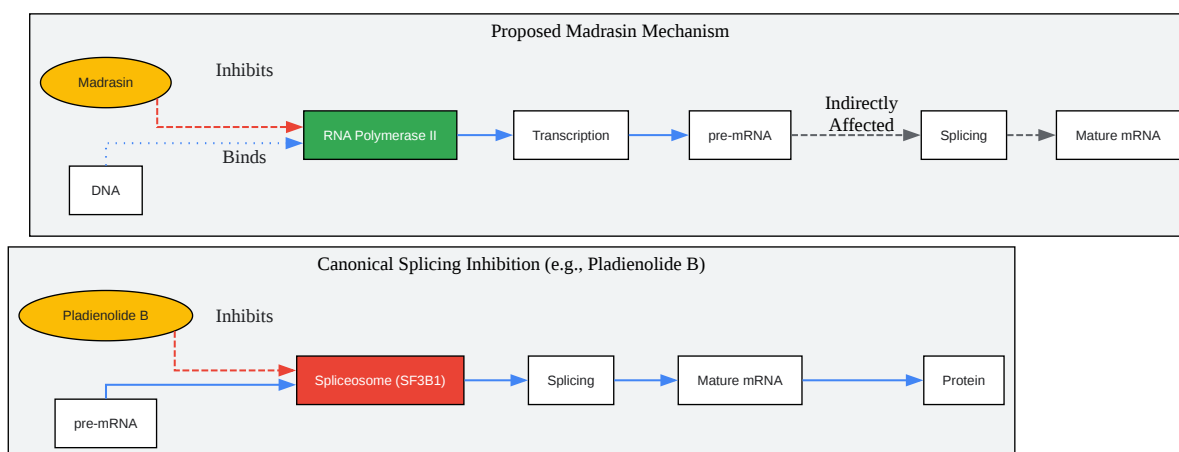 Proposed Madrasin Mechanism
Madrasin
Inhibits
RNA Polymerase II
Transcription
pre-mRNA
Indirectly
Affected
Splicing
Mature mRNA
Binds
DNA
Canonical Splicing Inhibition (e.g., Pladienolide B)
Pladienolide B
Inhibits
Spliceosome (SF3B1)
Splicing
Mature mRNA
Protein
pre-mRNA